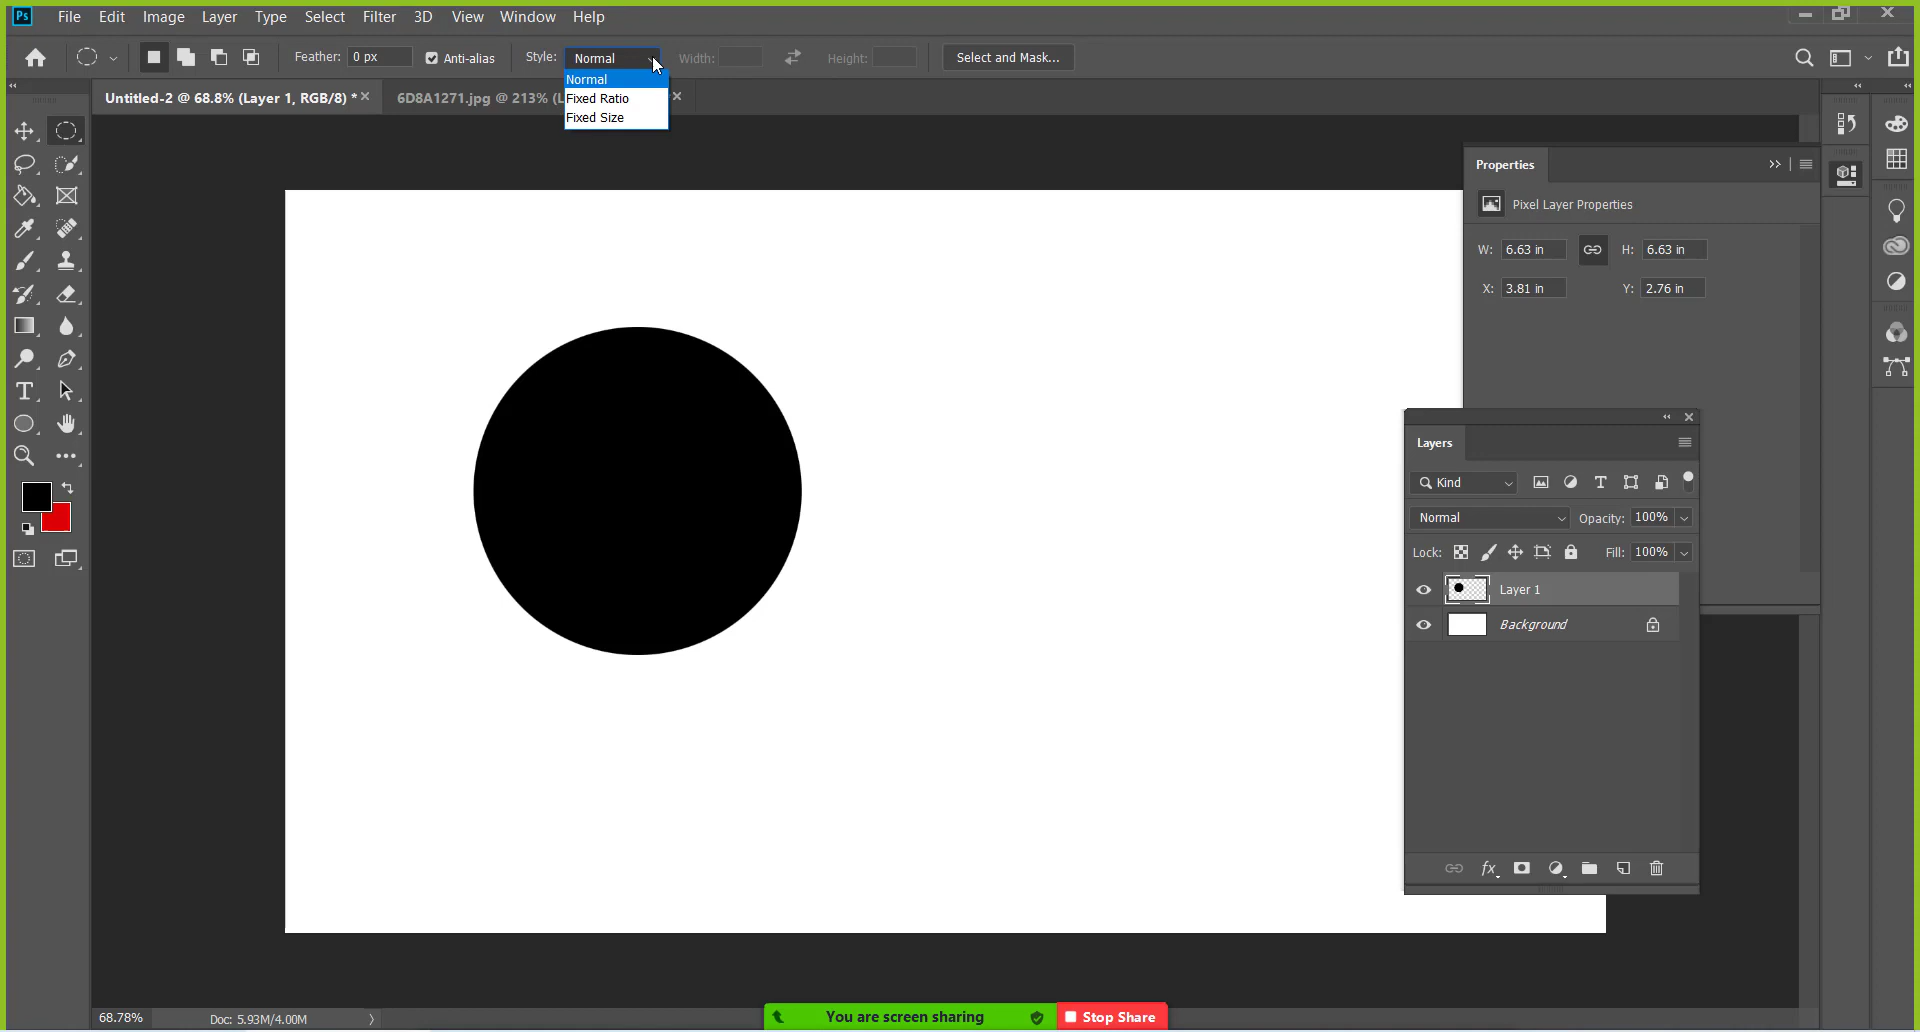 Ps File Edit Image Layer Type Select Filter 3D View Window Help
Feather: 0 px Anti-alias Style: Normal Width: Height: Select and Mask...
Normal
Fixed Ratio
Fixed Size
Untitled-2 @ 68.8% (Layer 1, RGB/8) * 6D8A1271.jpg @ 213% (L
Properties
Pixel Layer Properties
W: 6.63 in H: 6.63 in
X: 3.81 in Y: 2.76 in
Layers
Kind
Normal Opacity: 100%
Lock: Fill: 100%
Layer 1
Background
68.78% Doc: 5.93M/4.00M
You are screen sharing Stop Share